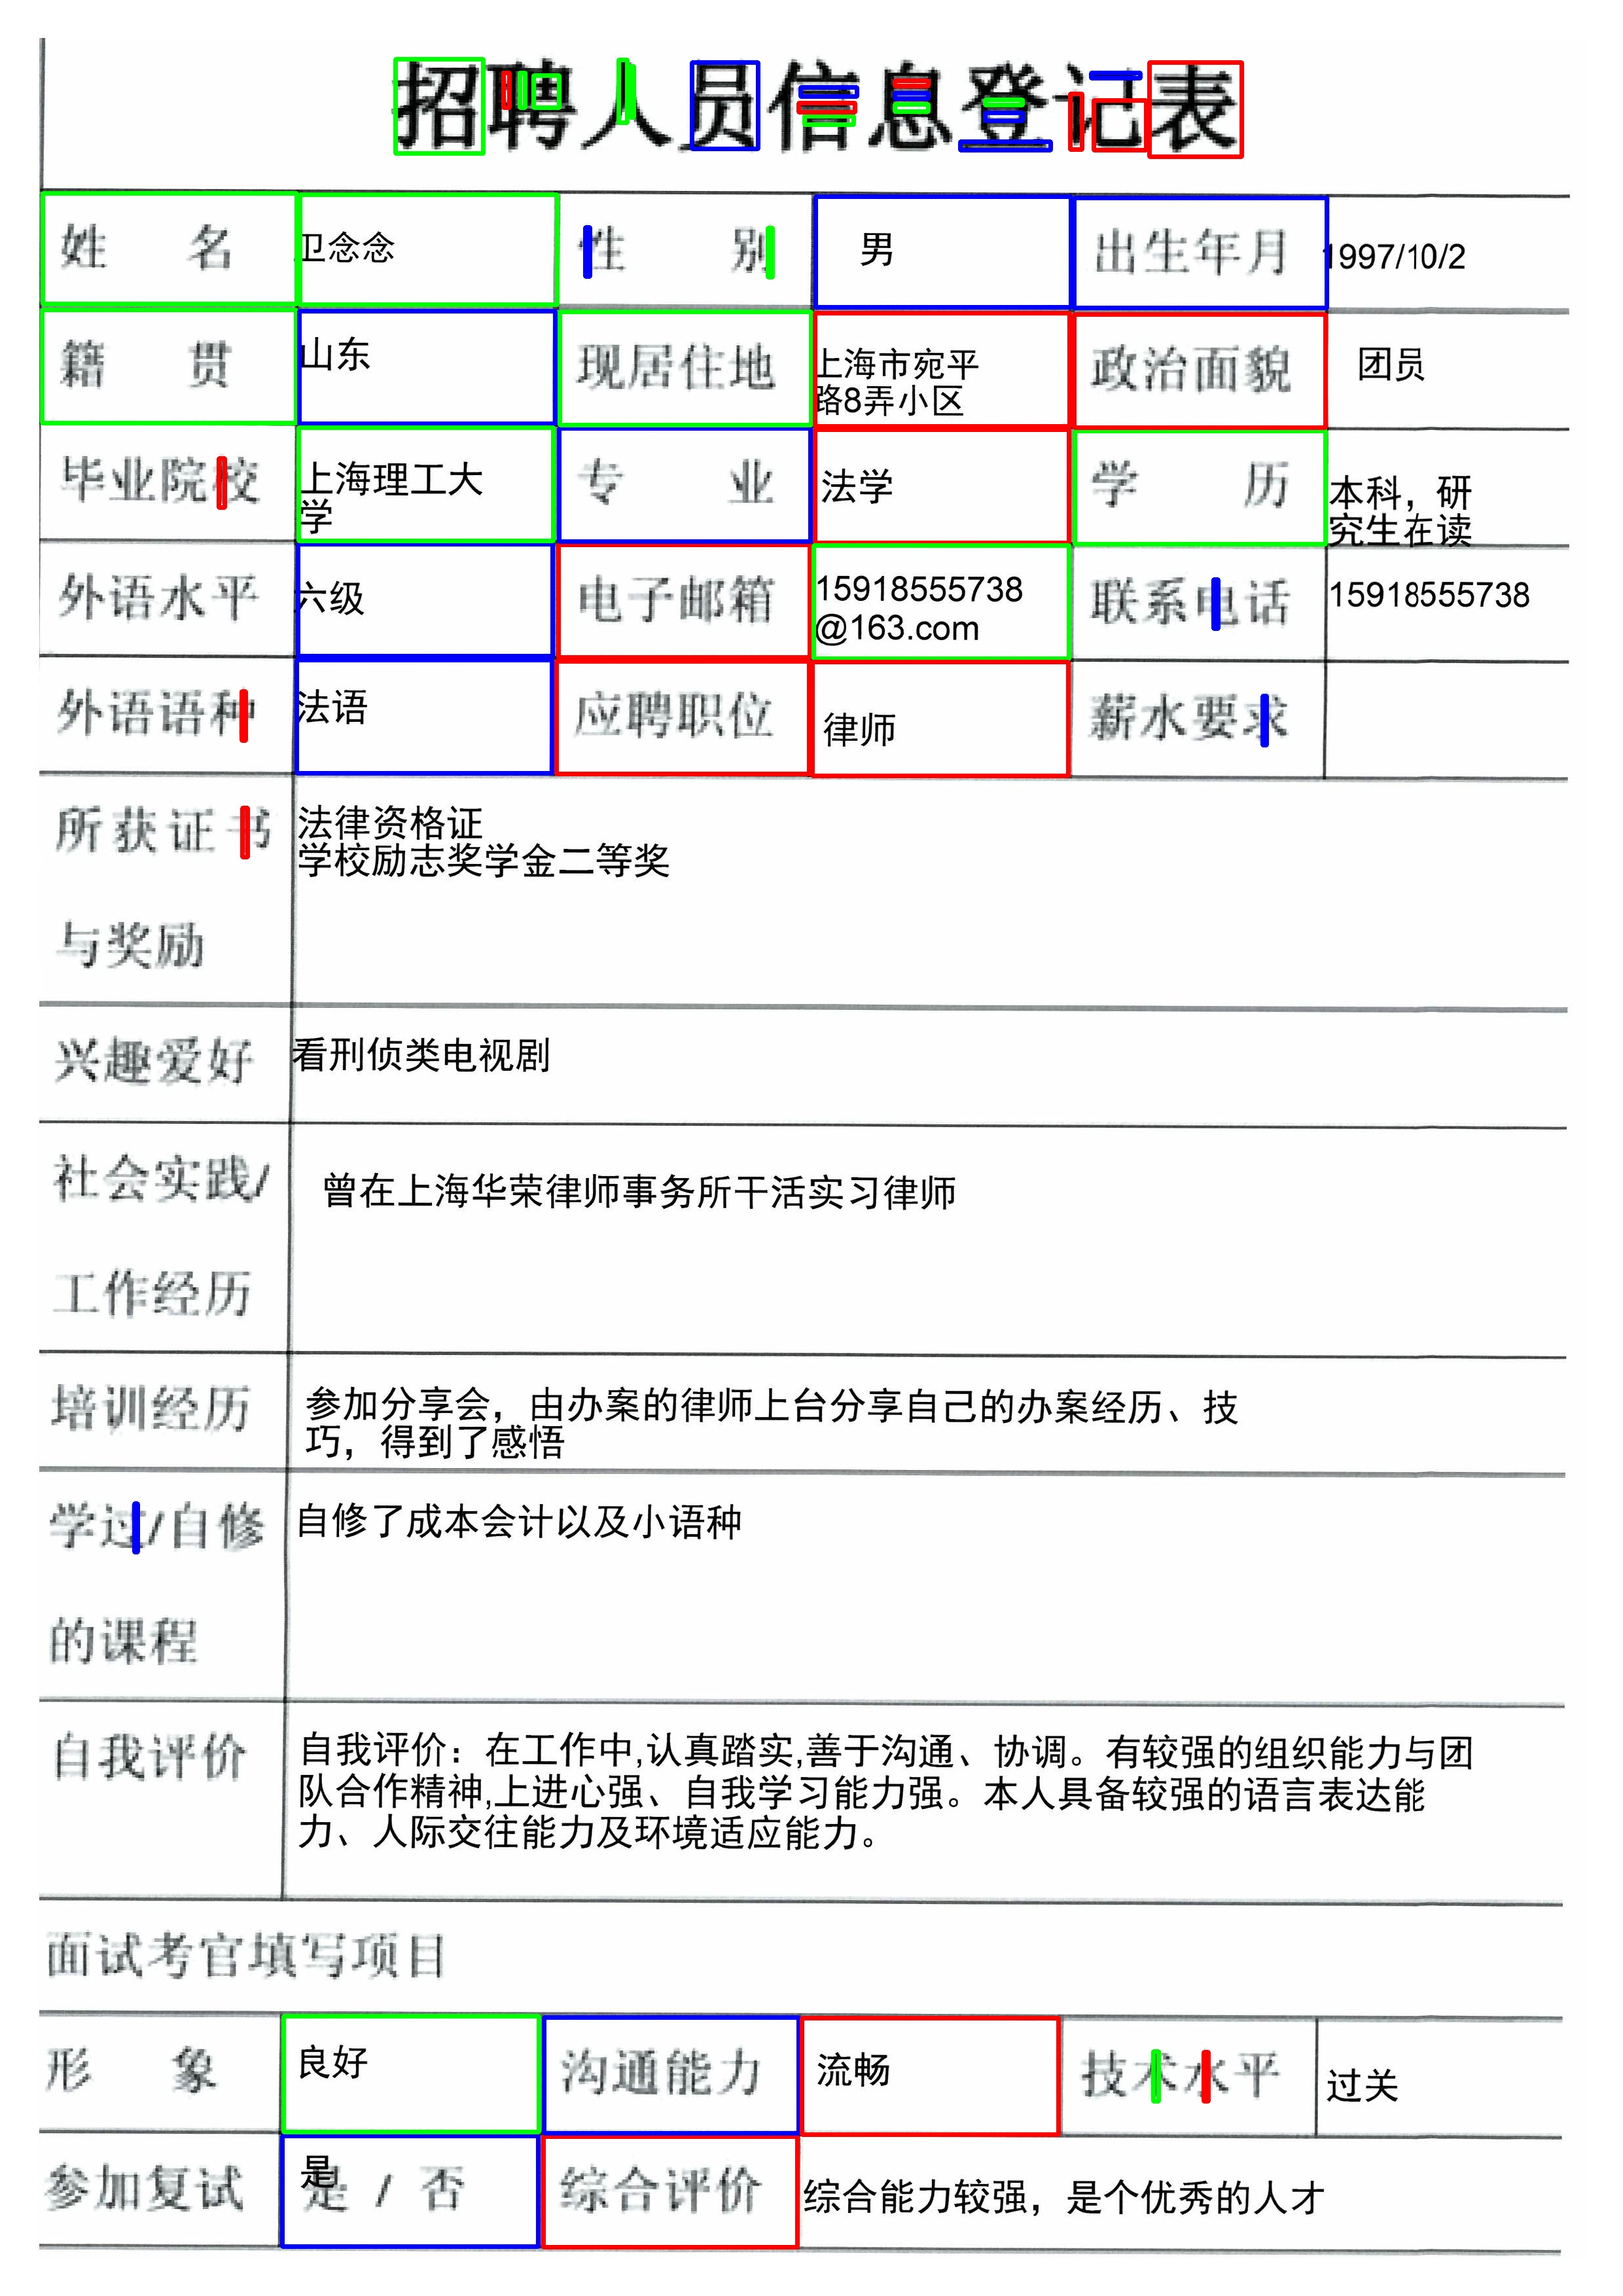 招聘人员信息登记表
姓 名 卫念念 性 别 男 出生年月 1997/10/2
籍 贯 山东 现居住地 上海市宛平 政治面貌 团员
路8弄小区
毕业院校 上海理工大 专 业 法学 学 历 本科，研
学 究生在读
外语水平 六级 电子邮箱 15918555738 联系电话 15918555738
@163.com
外语语种 法语 应聘职位 律师 薪水要求
所获证书 法律资格证
学校励志奖学金二等奖
与奖励
兴趣爱好 看刑侦类电视剧
社会实践/ 曾在上海华荣律师事务所干活实习律师
工作经历
培训经历 参加分享会，由办案的律师上台分享自己的办案经历、技
巧，得到了感悟
学过/自修 自修了成本会计以及小语种
的课程
自我评价 自我评价：在工作中,认真踏实,善于沟通、协调。有较强的组织能力与团
队合作精神,上进心强、自我学习能力强。本人具备较强的语言表达能
力、人际交往能力及环境适应能力。
面试考官填写项目
形 象 良好 沟通能力 流畅 技术水平 过关
参加复试 是 是 / 否 综合评价 综合能力较强，是个优秀的人才